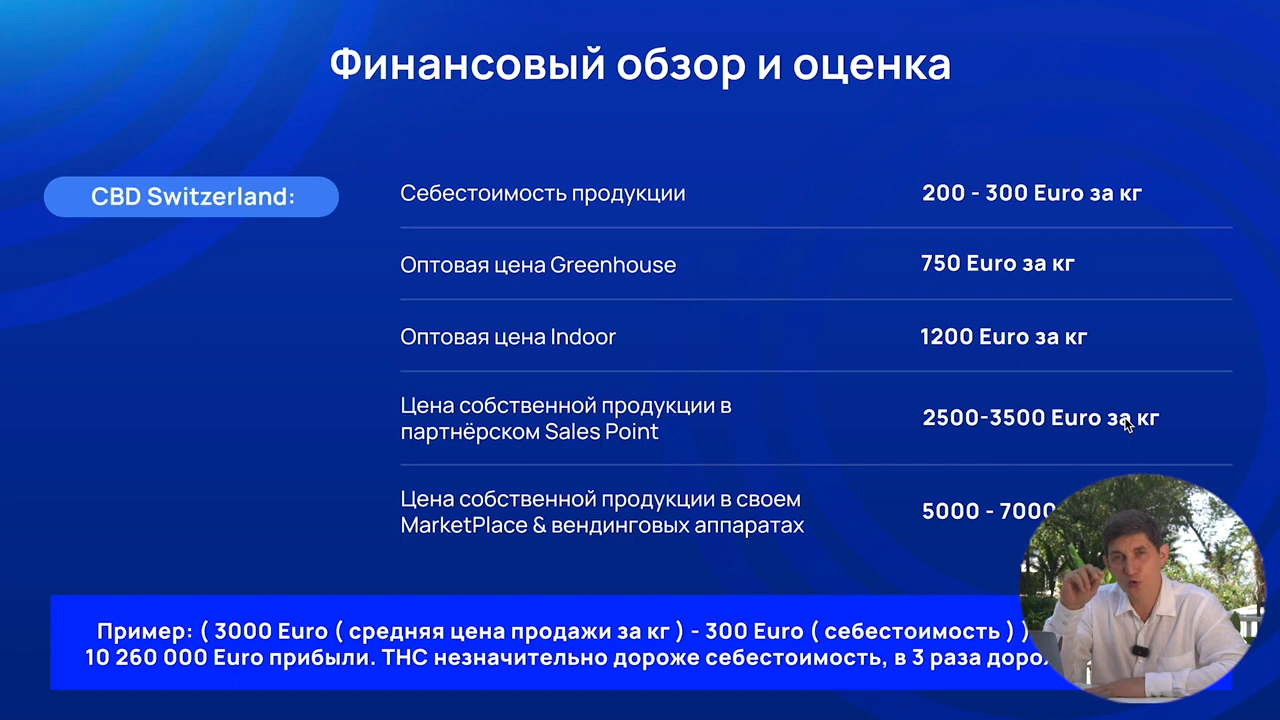 Финансовый обзор и оценка
CBD Switzerland:
Себестоимость продукции 200 - 300 Euro за кг
Оптовая цена Greenhouse 750 Euro за кг
Оптовая цена Indoor 1200 Euro за кг
Цена собственной продукции в
партнёрском Sales Point 2500-3500 Euro за кг
Цена собственной продукции в своем
MarketPlace & вендинговых аппаратах 5000 - 7000
Пример: ( 3000 Euro ( средняя цена продажи за кг ) - 300 Euro ( себестоимость ) )
10 260 000 Euro прибыли. THC незначительно дороже себестоимость, в 3 раза